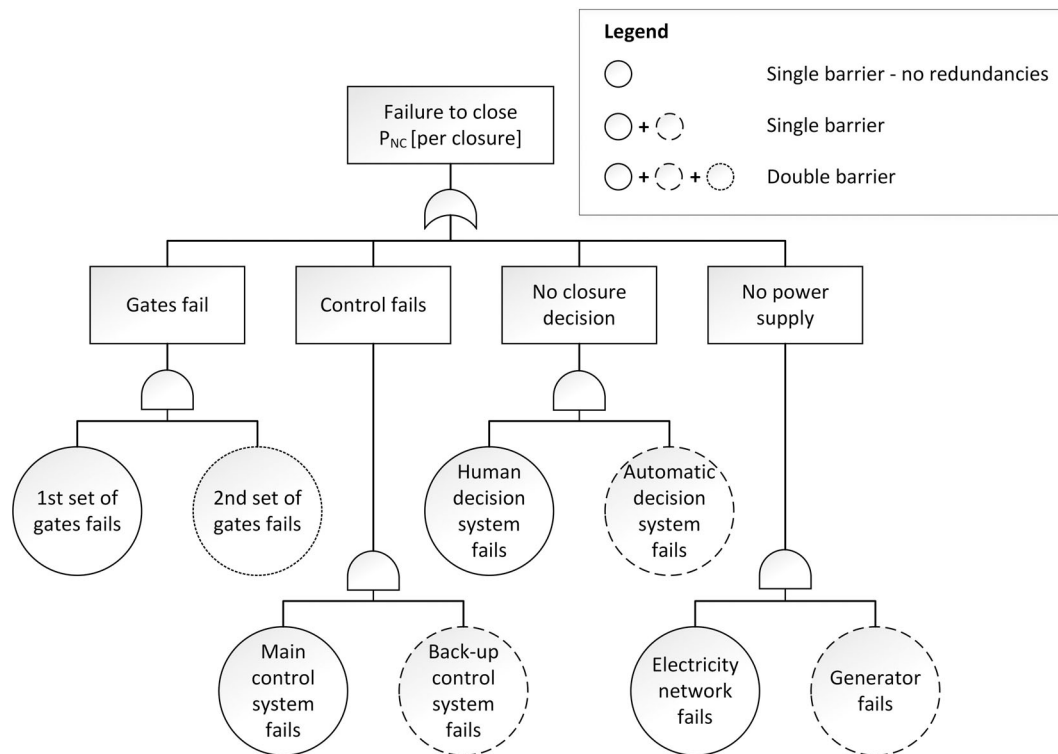 Legend
Single barrier - no redundancies
+
Single barrier
+ +
Double barrier
Failure to close
PNC [per closure]
Gates fail
Control fails
No closure
decision
No power
supply
1st set of
gates fails
2nd set of
gates fails
Human
decision
system
fails
Automatic
decision
system
fails
Main
control
system
fails
Back-up
control
system
fails
Electricity
network
fails
Generator
fails